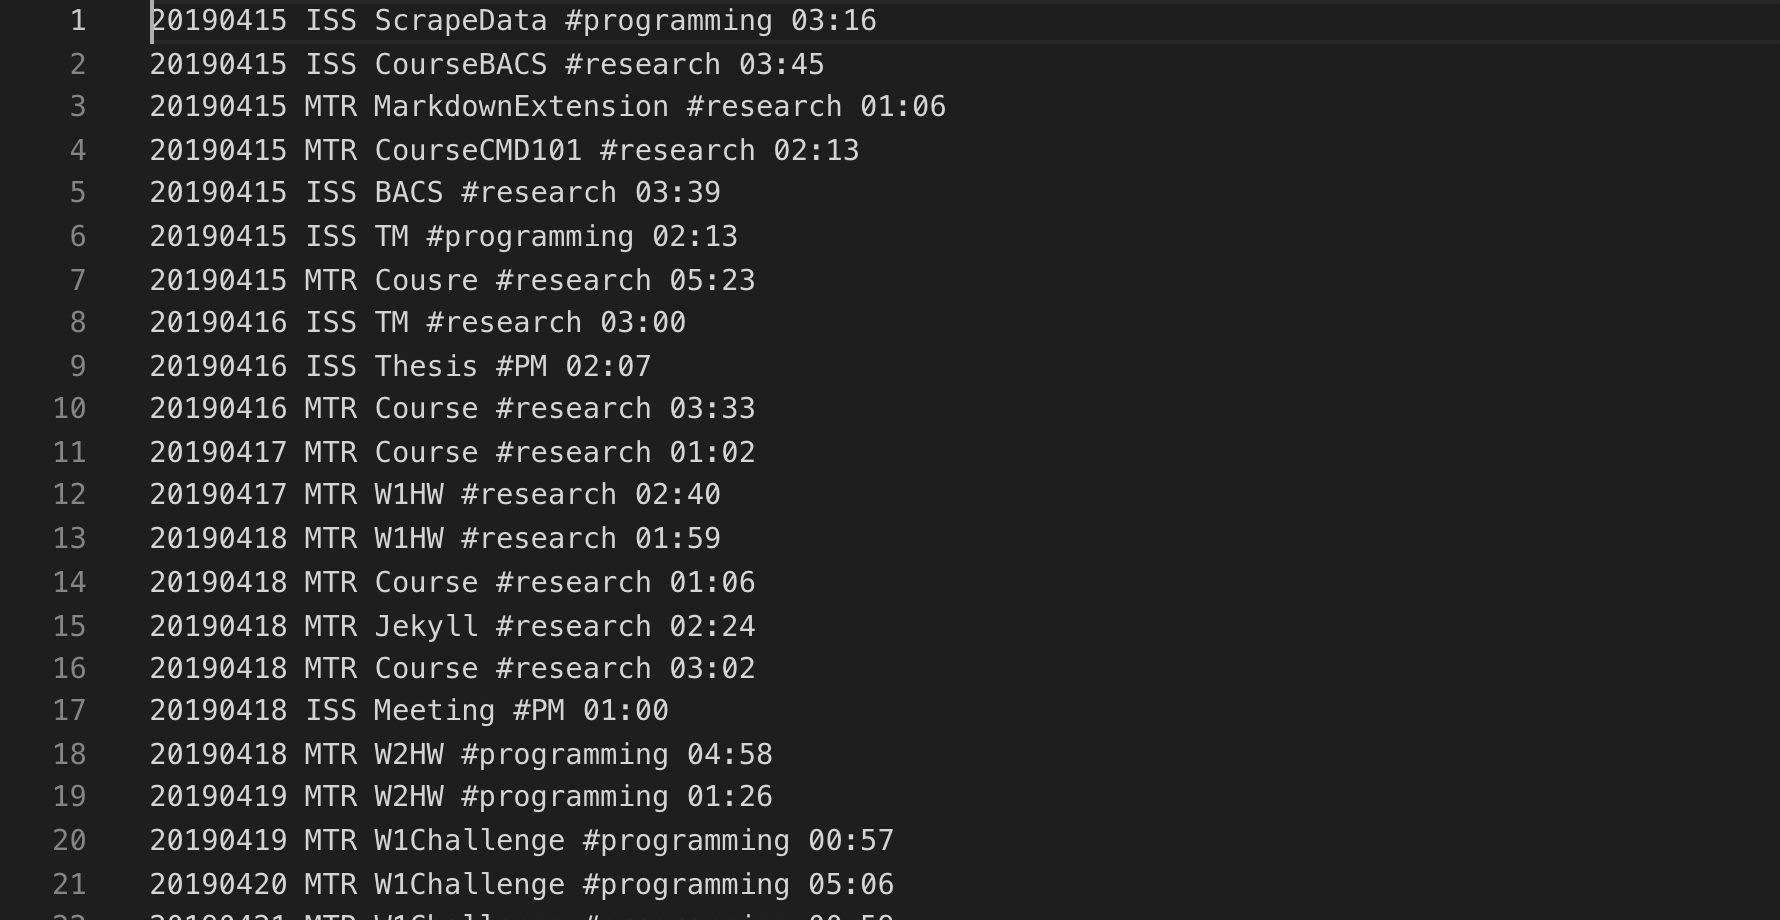 1 20190415 ISS ScrapeData #programming 03:16
2 20190415 ISS CourseBACS #research 03:45
3 20190415 MTR MarkdownExtension #research 01:06
4 20190415 MTR CourseCMD101 #research 02:13
5 20190415 ISS BACS #research 03:39
6 20190415 ISS TM #programming 02:13
7 20190415 MTR Cousre #research 05:23
8 20190416 ISS TM #research 03:00
9 20190416 ISS Thesis #PM 02:07
10 20190416 MTR Course #research 03:33
11 20190417 MTR Course #research 01:02
12 20190417 MTR W1HW #research 02:40
13 20190418 MTR W1HW #research 01:59
14 20190418 MTR Course #research 01:06
15 20190418 MTR Jekyll #research 02:24
16 20190418 MTR Course #research 03:02
17 20190418 ISS Meeting #PM 01:00
18 20190418 MTR W2HW #programming 04:58
19 20190419 MTR W2HW #programming 01:26
20 20190419 MTR W1Challenge #programming 00:57
21 20190420 MTR W1Challenge #programming 05:06